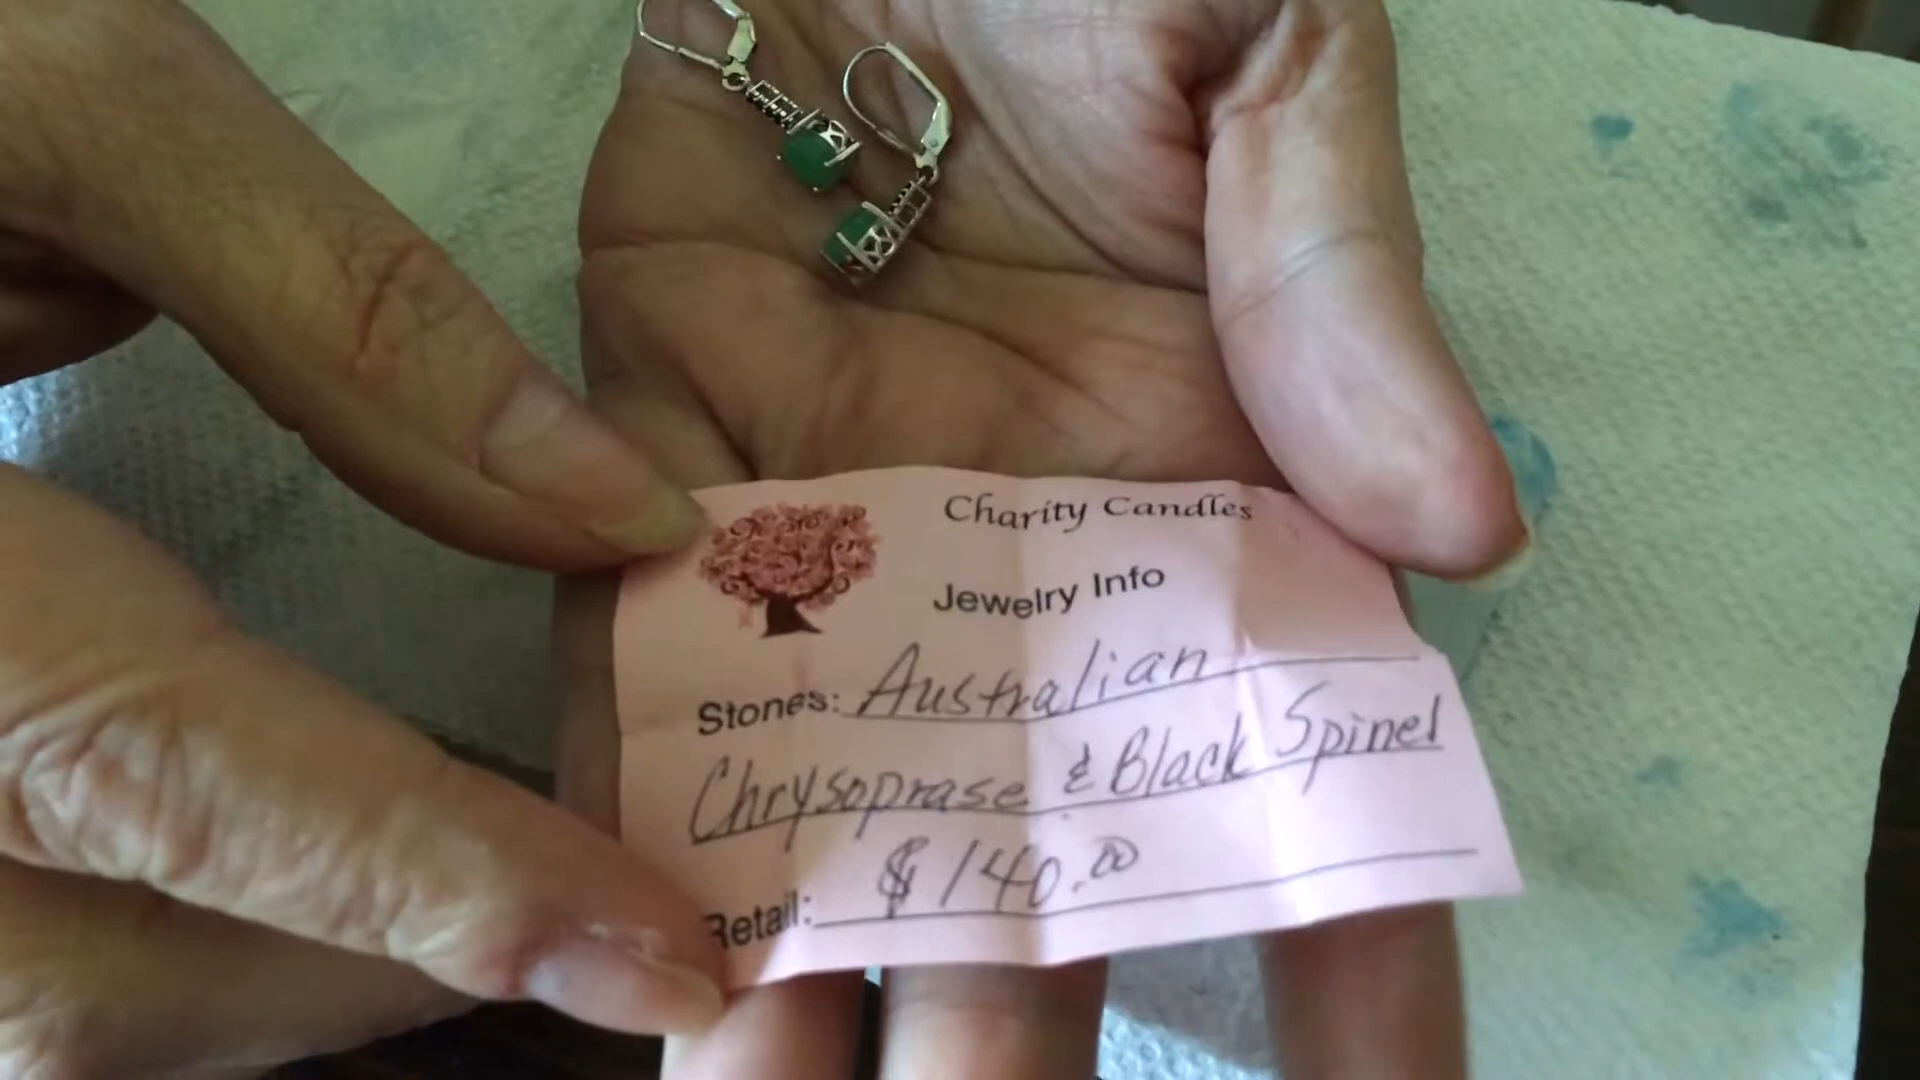 Charity Candles
Jewelry Info
Stones: Australian
Chrysoprase & Black Spinel
Retail: $140.00